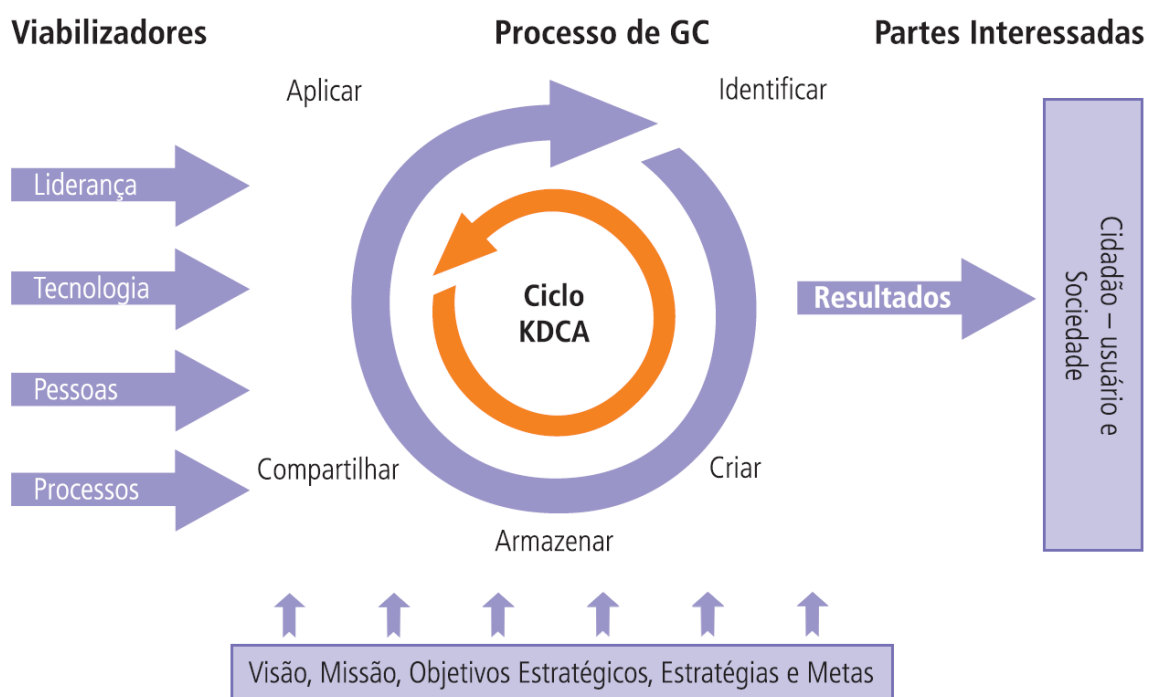 Viabilizadores
Processo de GC
Partes Interessadas
Aplicar
Identificar
Liderança
Tecnologia
Pessoas
Processos
Ciclo
KDCA
Compartilhar
Criar
Armazenar
Resultados
Cidadão – usuário e
Sociedade
Visão, Missão, Objetivos Estratégicos, Estratégias e Metas